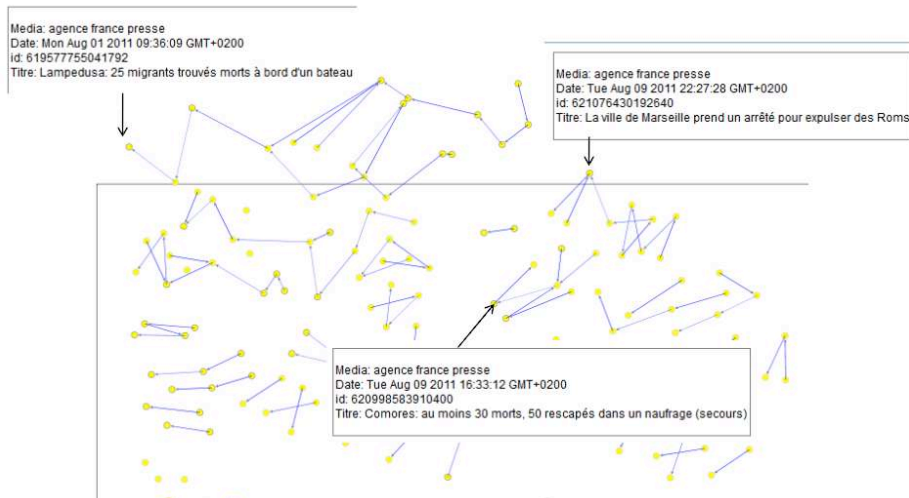 Media: agence france presse
Date: Mon Aug 01 2011 09:36:09 GMT+0200
id: 619577755041792
Titre: Lampedusa: 25 migrants trouvés morts à bord d'un bateau
Media: agence france presse
Date: Tue Aug 09 2011 22:27:28 GMT+0200
id: 621076430192640
Titre: La ville de Marseille prend un arrêté pour expulser des Roms
Media: agence france presse
Date: Tue Aug 09 2011 16:33:12 GMT+0200
id: 620998583910400
Titre: Comores: au moins 30 morts, 50 rescapés dans un naufrage (secours)